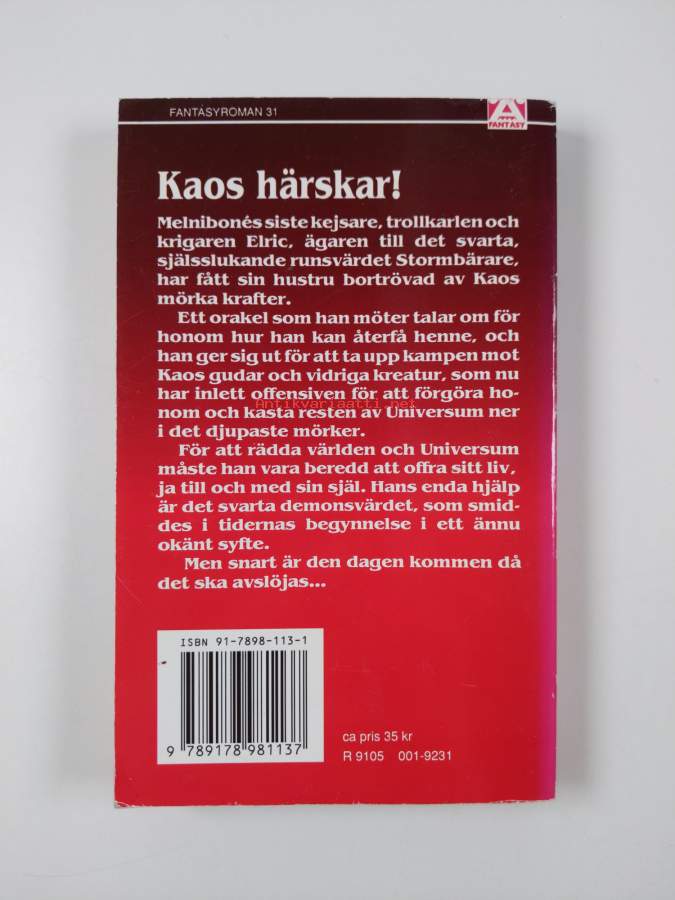 FANTASYROMAN 31
A
FANTASY
Kaos härskar!
Melnibonés siste kejsare, trollkarlen och
krigaren Elric, ägaren till det svarta,
själsslukande runsvärdet Stormbärare,
har fått sin hustru bortrövad av Kaos
mörka krafter.
Ett orakel som han möter talar om för
honom hur han kan återfå henne, och
han ger sig ut för att ta upp kampen mot
Kaos gudar och vidriga kreatur, som nu
har inlett offensiven för att förgöra ho-
nom och kasta resten av Universum ner
Antikvariaatti.net
i det djupaste mörker.
För att rädda världen och Universum
måste han vara beredd att offra sitt liv,
ja till och med sin själ. Hans enda hjälp
är det svarta demonsvärdet, som smid-
des i tidernas begynnelse i ett ännu
okänt syfte.
Men snart är den dagen kommen då
det ska avslöjas...
ISBN 91-7898-113-1
9 789178 981137
ca pris 35 kr
R 9105 001-9231